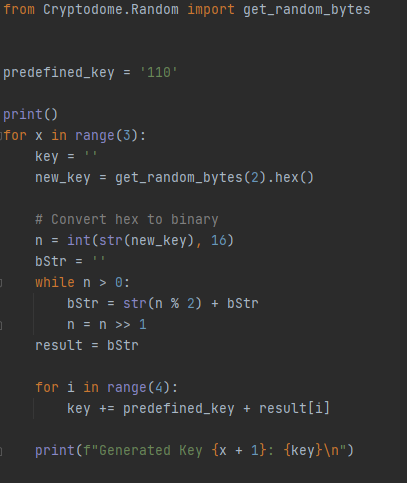 from Cryptodome.Random import get_random_bytes
predefined_key = '110'
print()
for x in range(3):
    key = ''
    new_key = get_random_bytes(2).hex()
    # Convert hex to binary
    n = int(str(new_key), 16)
    bStr = ''
    while n > 0:
        bStr = str(n % 2) + bStr
        n = n >> 1
    result = bStr
    for i in range(4):
        key += predefined_key + result[i]
    print(f"Generated Key {x + 1}: {key}\n")